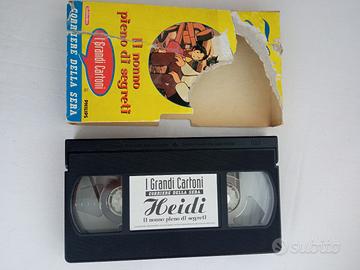 CORRIERE DELLA SERA
PHILIPS
I Grandi Cartoni
Il nonno
pieno di segreti
I Grandi Cartoni
CORRIERE DELLA SERA
Heidi
Il nonno pieno di segreti
subito